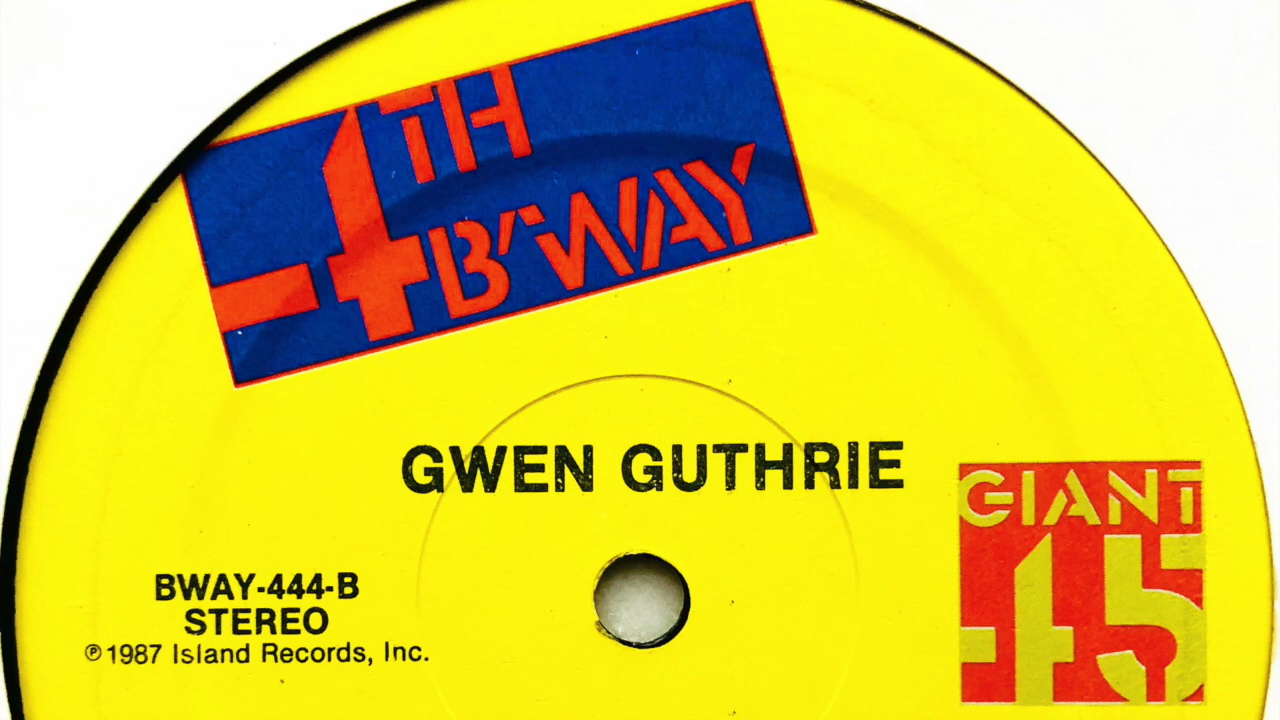 4TH
B'WAY
GWEN GUTHRIE
GIANT
45
BWAY-444-B
STEREO
℗1987 Island Records, Inc.